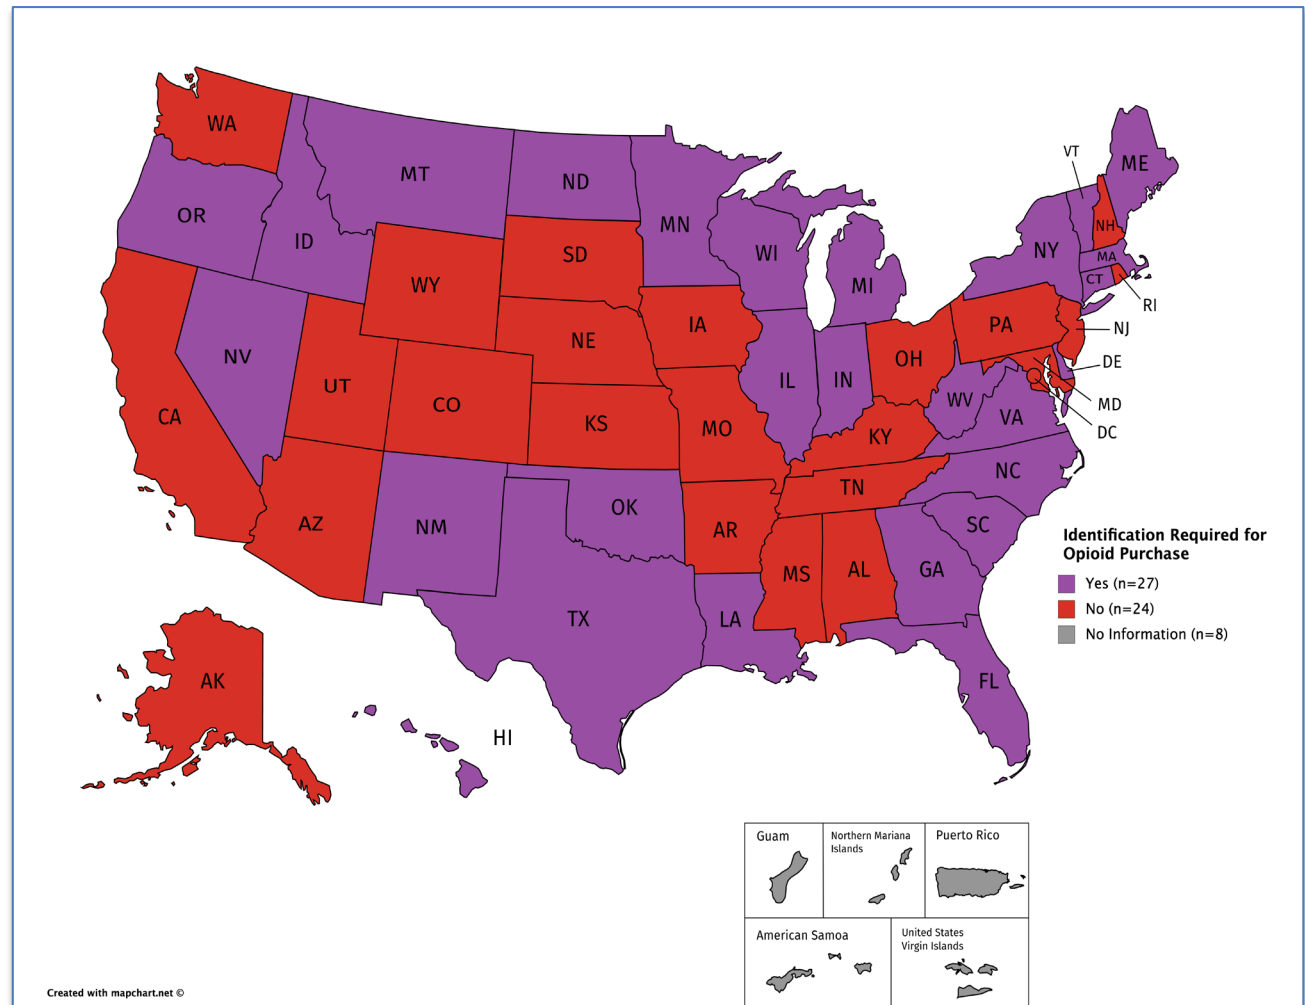 WA
MT
ND
VT
ME
OR
ID
MN
NH
NY
WI
SD
MA
WY
MI
CT
RI
IA
PA
NJ
NE
NV
OH
DE
UT
IL
IN
CO
WV
MD
CA
KS
MO
KY
VA
DC
NC
TN
OK
AZ
NM
AR
SC
Identification Required for
Opioid Purchase
MS
AL
GA
Yes (n=27)
No (n=24)
TX
LA
No Information (n=8)
AK
FL
HI
Guam
Northern Mariana
Islands
Puerto Rico
American Samoa
United States
Virgin Islands
Created with mapchart.net ©